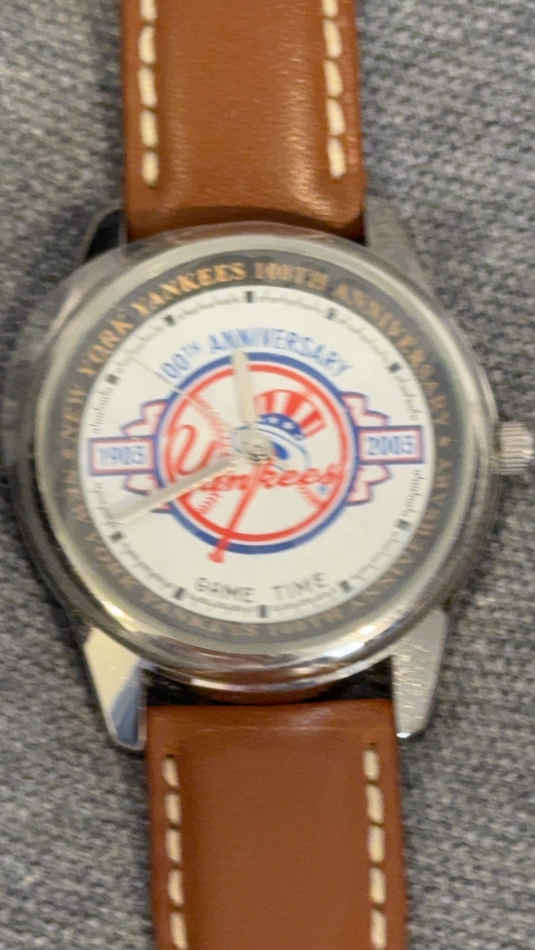 NEW YORK YANKEES 100TH ANNIVERSARY
100TH ANNIVERSARY
1903
2003
Yankees
GAME TIME